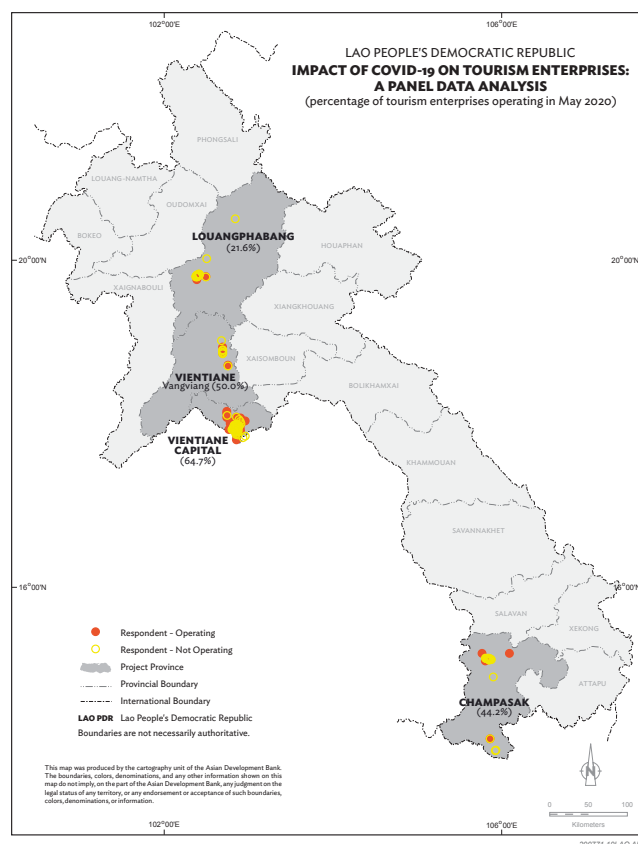 102°00'E
106°00'E
LAO PEOPLE'S DEMOCRATIC REPUBLIC
IMPACT OF COVID-19 ON TOURISM ENTERPRISES:
A PANEL DATA ANALYSIS
(percentage of tourism enterprises operating in May 2020)
PHONGSALI
LOUANG-NAMTHA
OUDOMXAI
BOKEO
LOUANGPHABANG
(21.6%)
HOUAPHAN
20°00'N
20°00'N
XAIGNABOULI
XIANGKHOUANG
XAISOMBOUN
VIENTIANE
Vangviang (50.0%)
BOLIKHAMXAI
VIENTIANE
CAPITAL
(64.7%)
KHAMMOUAN
SAVANNAKHET
16°00'N
16°00'N
SALAVAN
XEKONG
ATTAPU
CHAMPASAK
(44.2%)
Respondent - Operating
Respondent - Not Operating
Project Province
Provincial Boundary
International Boundary
LAO PDR Lao People's Democratic Republic
Boundaries are not necessarily authoritative.
This map was produced by the cartography unit of the Asian Development Bank.
The boundaries, colors, denominations, and any other information shown on this
map do not imply, on the part of the Asian Development Bank, any judgment on the
legal status of any territory, or any endorsement or acceptance of such boundaries,
colors, denominations, or information.
N
0 50 100
Kilometers
102°00'E
106°00'E